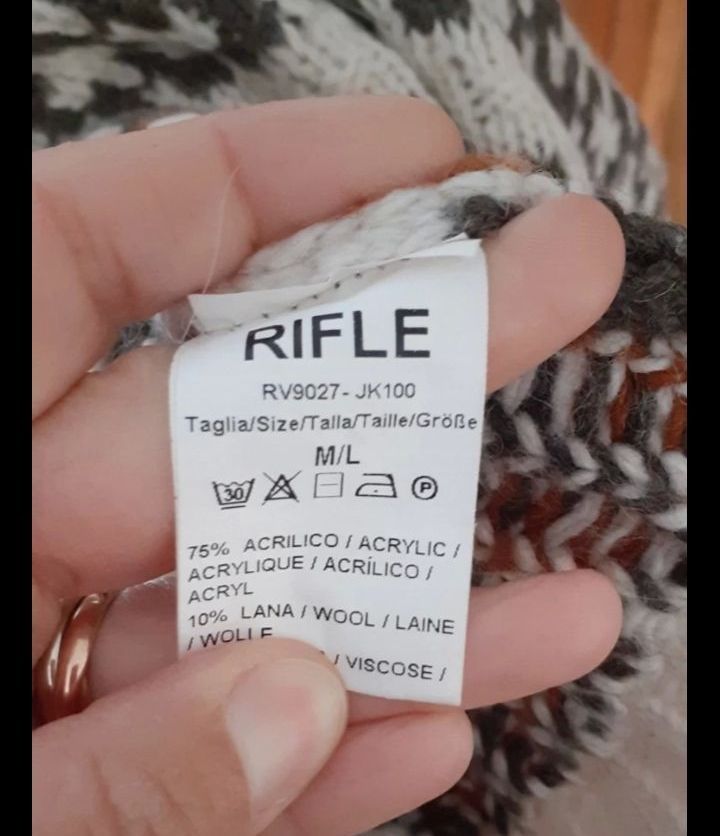 RIFLE
RV9027- JK100
Taglia/Size/Talla/Taille/Größe
M/L
30 P
75% ACRILICO / ACRYLIC /
ACRYLIQUE / ACRÍLICO /
ACRYL
10% LANA / WOOL / LAINE
/ WOLLE
/ VISCOSE /